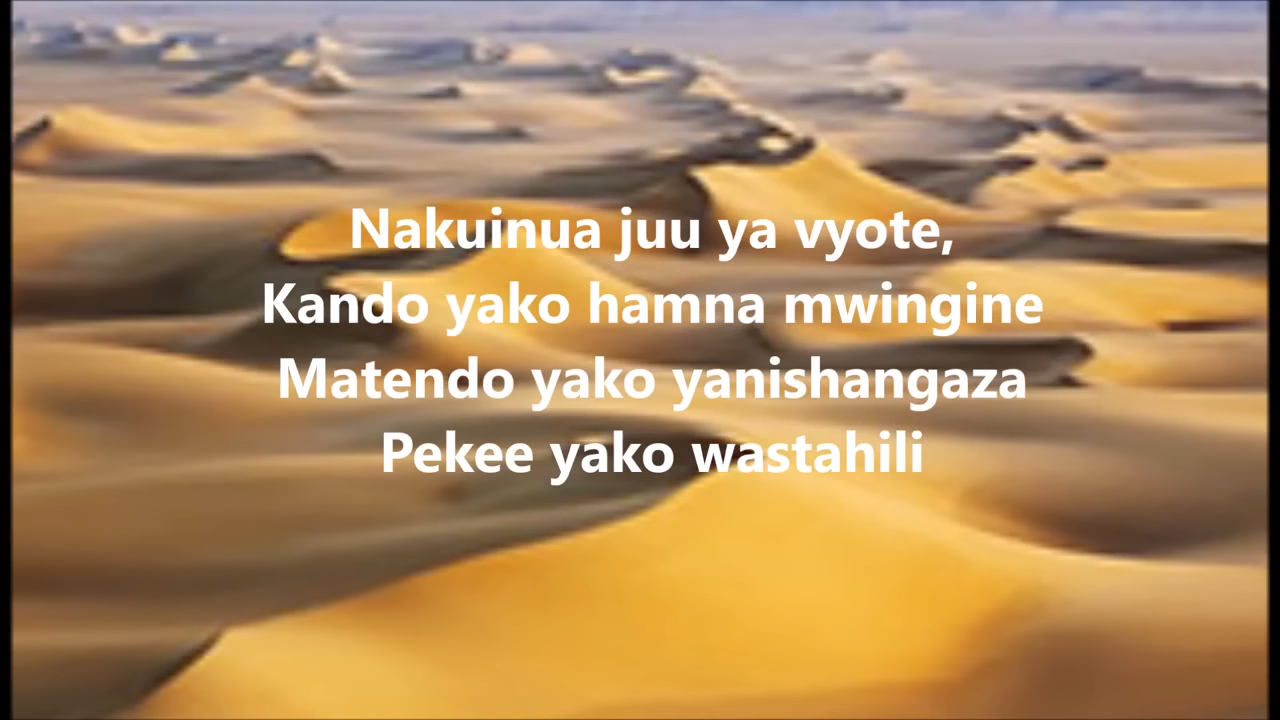 Nakuinua juu ya vyote,
Kando yako hamna mwingine
Matendo yako yanishangaza
Pekee yako wastahili